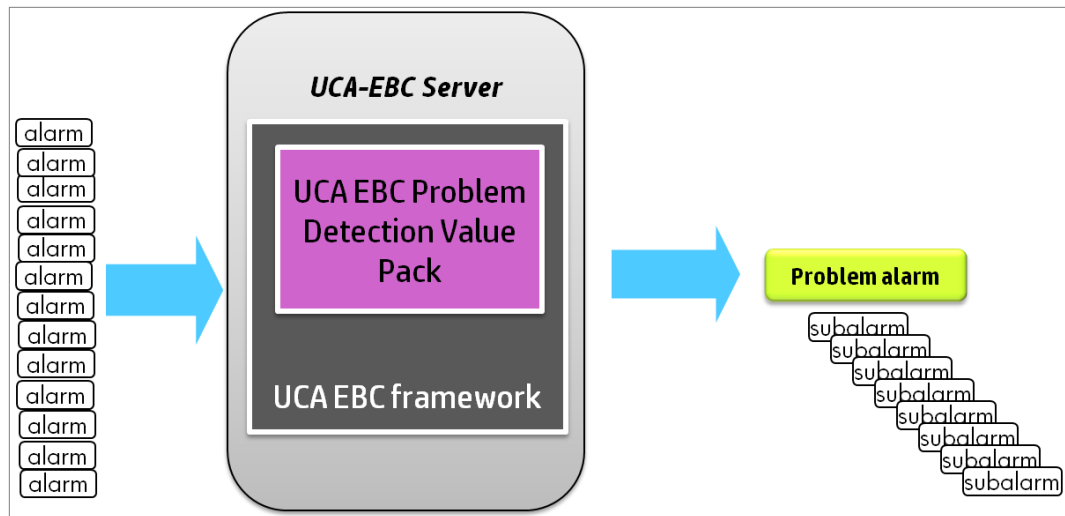 alarm
alarm
alarm
alarm
alarm
alarm
alarm
alarm
alarm
alarm
alarm
alarm
alarm
UCA-EBC Server
UCA EBC Problem
Detection Value
Pack
UCA EBC framework
Problem alarm
subalarm
subalarm
subalarm
subalarm
subalarm
subalarm
subalarm
subalarm